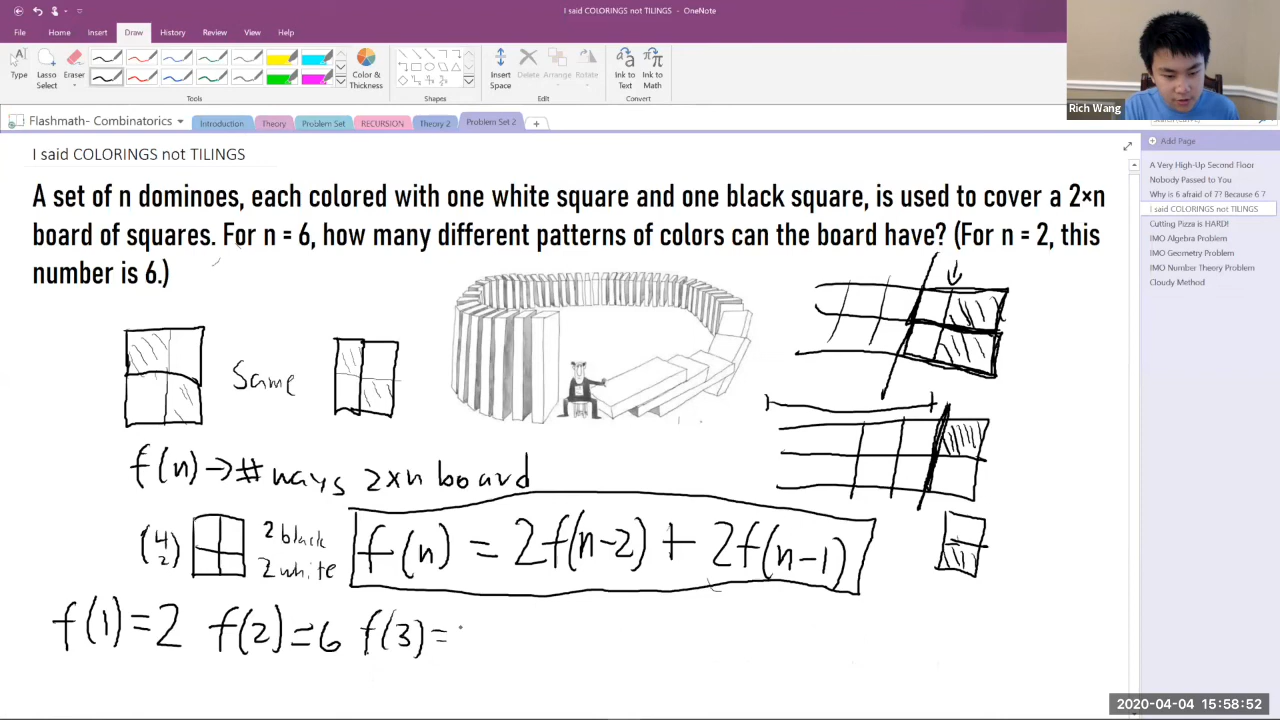 I said COLORINGS not TILINGS - OneNote
File Home Insert Draw History Review View Help
Type Lasso Select Eraser Color & Thickness Insert Space Delete Arrange Rotate Ink to Text Ink to Math
Tools Shapes Edit Convert
Rich Wang
Flashmath- Combinatorics Introduction Theory Problem Set RECURSION Theory 2 Problem Set 2
Add Page
A Very High-Up Second Floor
Nobody Passed to You
Why is 6 afraid of 7? Because 6 7
I said COLORINGS not TILINGS
Cutting Pizza is HARD!
IMO Algebra Problem
IMO Geometry Problem
IMO Number Theory Problem
Cloudy Method
I said COLORINGS not TILINGS
A set of n dominoes, each colored with one white square and one black square, is used to cover a 2×n
board of squares. For n = 6, how many different patterns of colors can the board have? (For n = 2, this
number is 6.)
Same
f(n) → # ways 2×n board
(4 2) 2 black
2 white
f(n) = 2f(n-2) + 2f(n-1)
f(1) = 2 f(2) = 6 f(3) =
2020-04-04 15:58:52